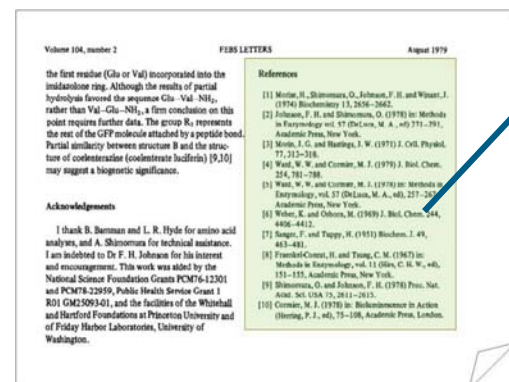 Volume 104, number 2 FEBS LETTERS August 1979
the first residue (Glu or Val) incorporated into the
imidazolone ring. Although the results of partial
hydrolysis favored the sequence Glu–Val–NH₂,
rather than Val–Glu–NH₂, a firm conclusion on this
point requires further data. The group R₃ represents
the rest of the GFP molecule attached by a peptide bond.
Partial similarity between structure B and the struc-
ture of coelenterazine (coelenterate luciferin) [9,10]
may suggest a biogenetic significance.
Acknowledgements
I thank B. Bamman and L. R. Hyde for amino acid
analyses, and A. Shimomura for technical assistance.
I am indebted to Dr F. H. Johnson for his interest
and encouragement. This work was aided by the
National Science Foundation Grants PCM76-12301
and PCM78-22959, Public Health Service Grant 1
R01 GM25093-01, and the facilities of the Whitehall
and Hartford Foundations at Princeton University and
of Friday Harbor Laboratories, University of
Washington.
References
[1] Morise, H., Shimomura, O., Johnson, F. H. and Winant, J.
(1974) Biochemistry 13, 2656–2662.
[2] Johnson, F. H. and Shimomura, O. (1978) in: Methods
in Enzymology vol. 57 (DeLuca, M. A., ed) 271–291,
Academic Press, New York.
[3] Morin, J. G. and Hastings, J. W. (1971) J. Cell. Physiol.
77, 313–318.
[4] Ward, W. W. and Cormier, M. J. (1979) J. Biol. Chem.
254, 781–788.
[5] Ward, W. W. and Cormier, M. J. (1978) in: Methods in
Enzymology, vol. 57 (DeLuca, M. A., ed), 257–267,
Academic Press, New York.
[6] Weber, K. and Osborn, M. (1969) J. Biol. Chem. 244,
4406–4412.
[7] Sanger, F. and Tuppy, H. (1951) Biochem. J. 49,
463–481.
[8] Fraenkel-Conrat, H. and Tsung, C. M. (1967) in:
Methods in Enzymology, vol. 11 (Hirs, C. H. W., ed),
151–155, Academic Press, New York.
[9] Shimomura, O. and Johnson, F. H. (1978) Proc. Nat.
Acad. Sci. USA 75, 2611–2615.
[10] Cormier, M. J. (1978) in: Bioluminescence in Action
(Herring, P. J., ed), 75–108, Academic Press, London.